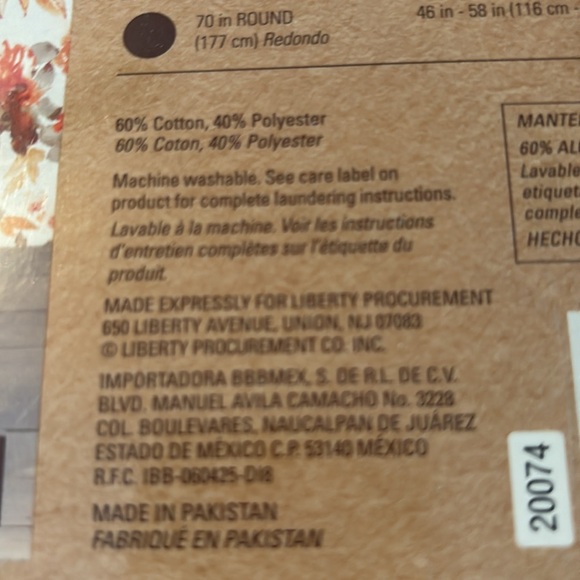 70 in ROUND
(177 cm) Redondo
46 in - 58 in (116 cm -
60% Cotton, 40% Polyester
60% Coton, 40% Polyester
Machine washable. See care label on
product for complete laundering instructions.
Lavable à la machine. Voir les instructions
d'entretien complètes sur l'étiquette du
produit.
MADE EXPRESSLY FOR LIBERTY PROCUREMENT
650 LIBERTY AVENUE, UNION, NJ 07083
© LIBERTY PROCUREMENT CO. INC.
IMPORTADORA BBBMEX, S. DE R.L. DE C.V.
BLVD. MANUEL AVILA CAMACHO No. 3228
COL. BOULEVARES, NAUCALPAN DE JUÁREZ
ESTADO DE MÉXICO C.P. 53140 MÉXICO
R.F.C. IBB-060425-DI8
MADE IN PAKISTAN
FABRIQUÉ EN PAKISTAN
MANTE
60% AL
Lavable
etiquet
comple
HECHO
20074